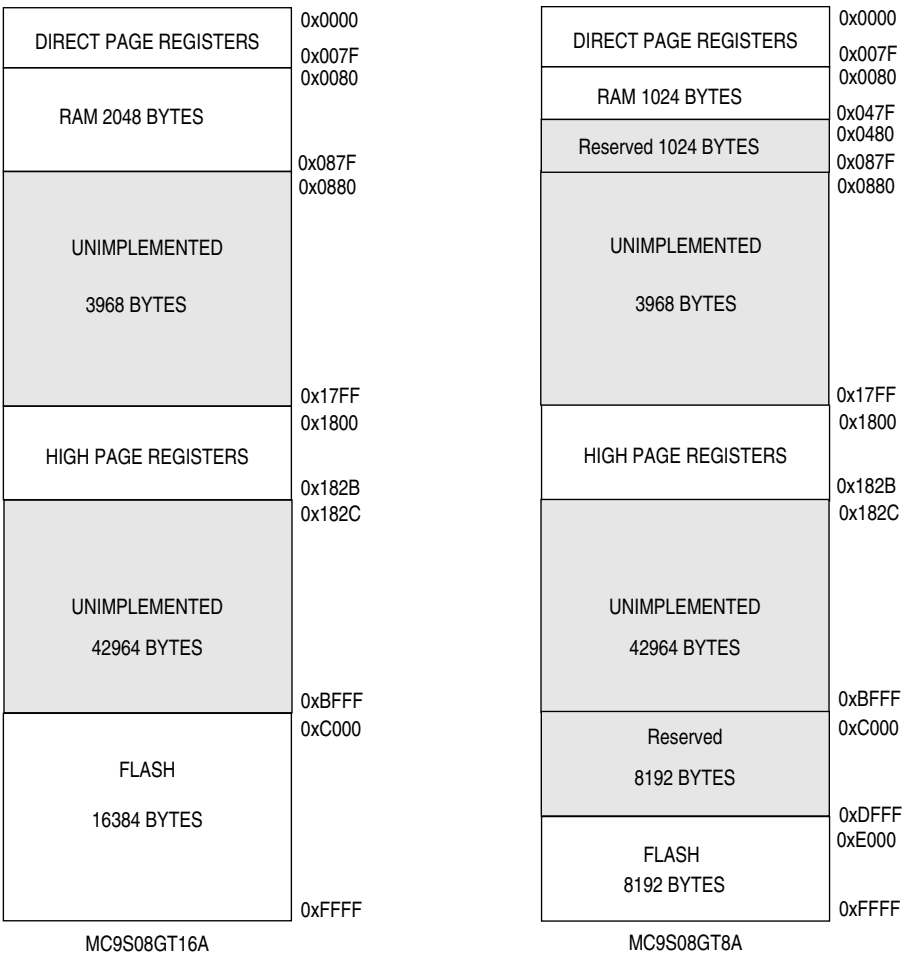 0x0000
DIRECT PAGE REGISTERS
0x007F
0x0080
RAM 2048 BYTES
0x087F
0x0880
UNIMPLEMENTED
3968 BYTES
0x17FF
0x1800
HIGH PAGE REGISTERS
0x182B
0x182C
UNIMPLEMENTED
42964 BYTES
0xBFFF
0xC000
FLASH
16384 BYTES
0xFFFF
MC9S08GT16A
0x0000
DIRECT PAGE REGISTERS
0x007F
0x0080
RAM 1024 BYTES
0x047F
0x0480
Reserved 1024 BYTES
0x087F
0x0880
UNIMPLEMENTED
3968 BYTES
0x17FF
0x1800
HIGH PAGE REGISTERS
0x182B
0x182C
UNIMPLEMENTED
42964 BYTES
0xBFFF
0xC000
Reserved
8192 BYTES
0xDFFF
0xE000
FLASH
8192 BYTES
0xFFFF
MC9S08GT8A